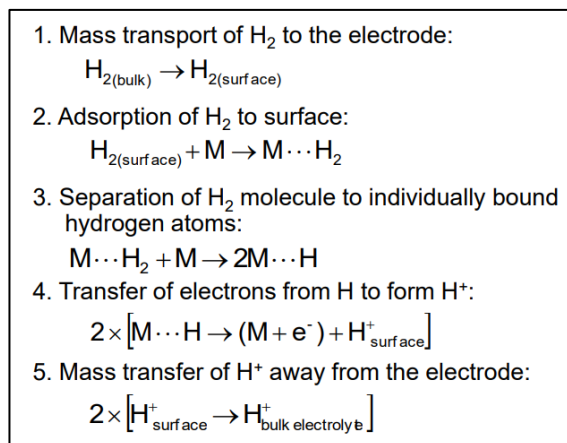 1. Mass transport of H₂ to the electrode:
H₂₍bulk₎ → H₂₍surface₎
2. Adsorption of H₂ to surface:
H₂₍surface₎ + M → M⋯H₂
3. Separation of H₂ molecule to individually bound
hydrogen atoms:
M⋯H₂ + M → 2M⋯H
4. Transfer of electrons from H to form H⁺:
2 × [M⋯H → (M + e⁻) + H⁺surface]
5. Mass transfer of H⁺ away from the electrode:
2 × [H⁺surface → H⁺bulk electrolyte]